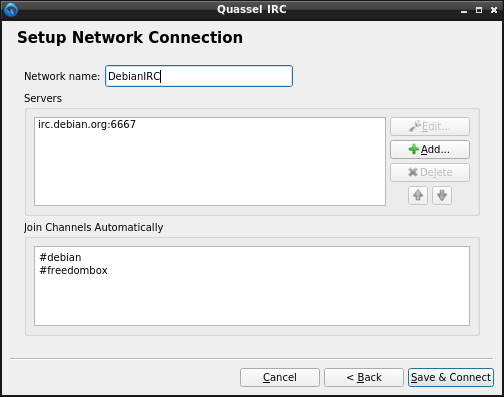 Quassel IRC
Setup Network Connection
Network name: DebianIRC
Servers
irc.debian.org:6667
Edit...
Add...
Delete
Join Channels Automatically
#debian
#freedombox
Cancel
< Back
Save & Connect